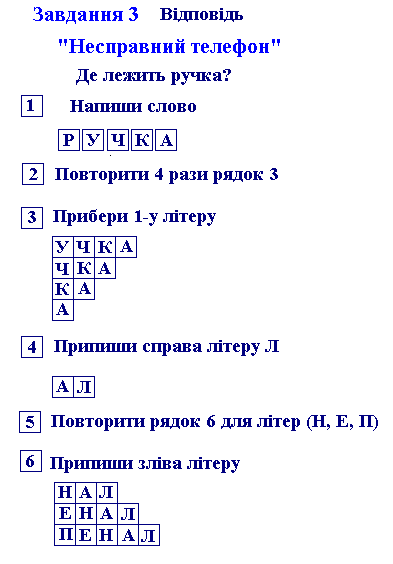 Завдання 3 Відповідь
"Несправний телефон"
Де лежить ручка?
1 Напиши слово
Р У Ч К А
2 Повторити 4 рази рядок 3
3 Прибери 1-у літеру
У Ч К А
Ч К А
К А
А
4 Припиши справа літеру Л
А Л
5 Повторити рядок 6 для літер (Н, Е, П)
6 Припиши зліва літеру
Н А Л
Е Н А Л
П Е Н А Л